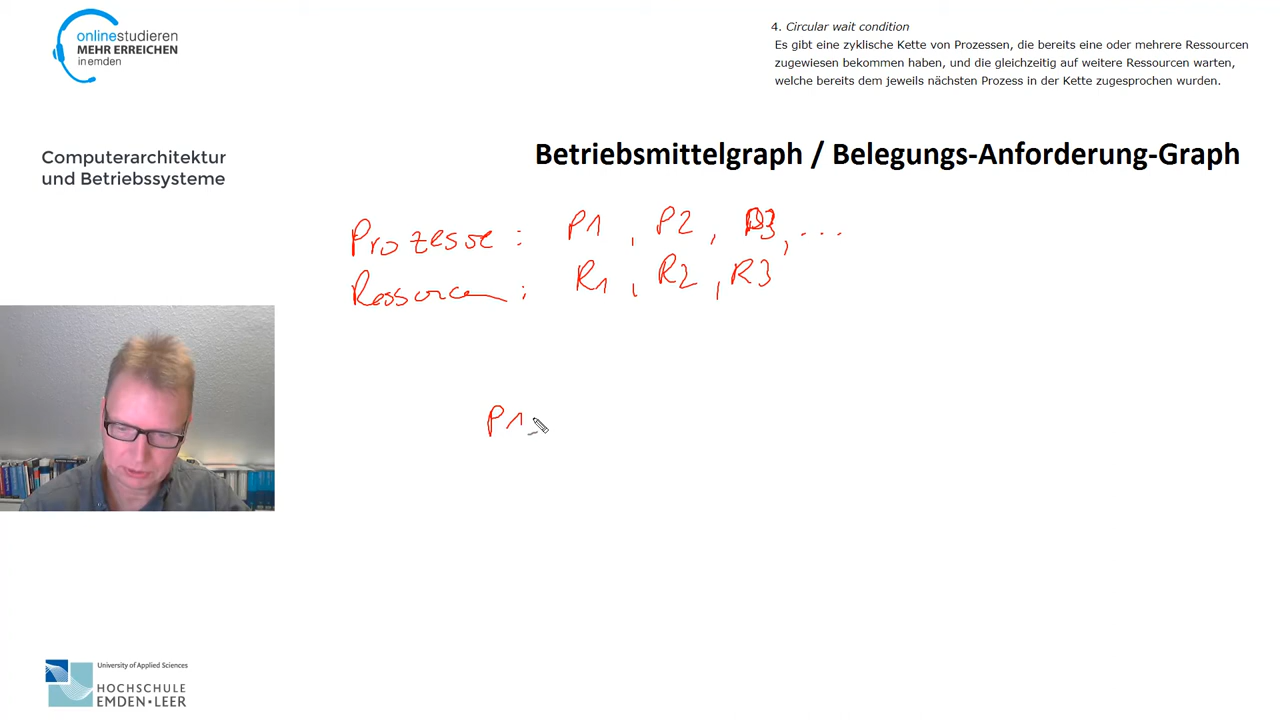 onlinestudieren
MEHR ERREICHEN
in emden
4. Circular wait condition
Es gibt eine zyklische Kette von Prozessen, die bereits eine oder mehrere Ressourcen
zugewiesen bekommen haben, und die gleichzeitig auf weitere Ressourcen warten,
welche bereits dem jeweils nächsten Prozess in der Kette zugesprochen wurden.
Computerarchitektur
und Betriebssysteme
Betriebsmittelgraph / Belegungs-Anforderung-Graph
Prozesse : P1 , P2 , P3 , ...
Ressourcen : R1 , R2 , R3
P1
University of Applied Sciences
HOCHSCHULE
EMDEN•LEER